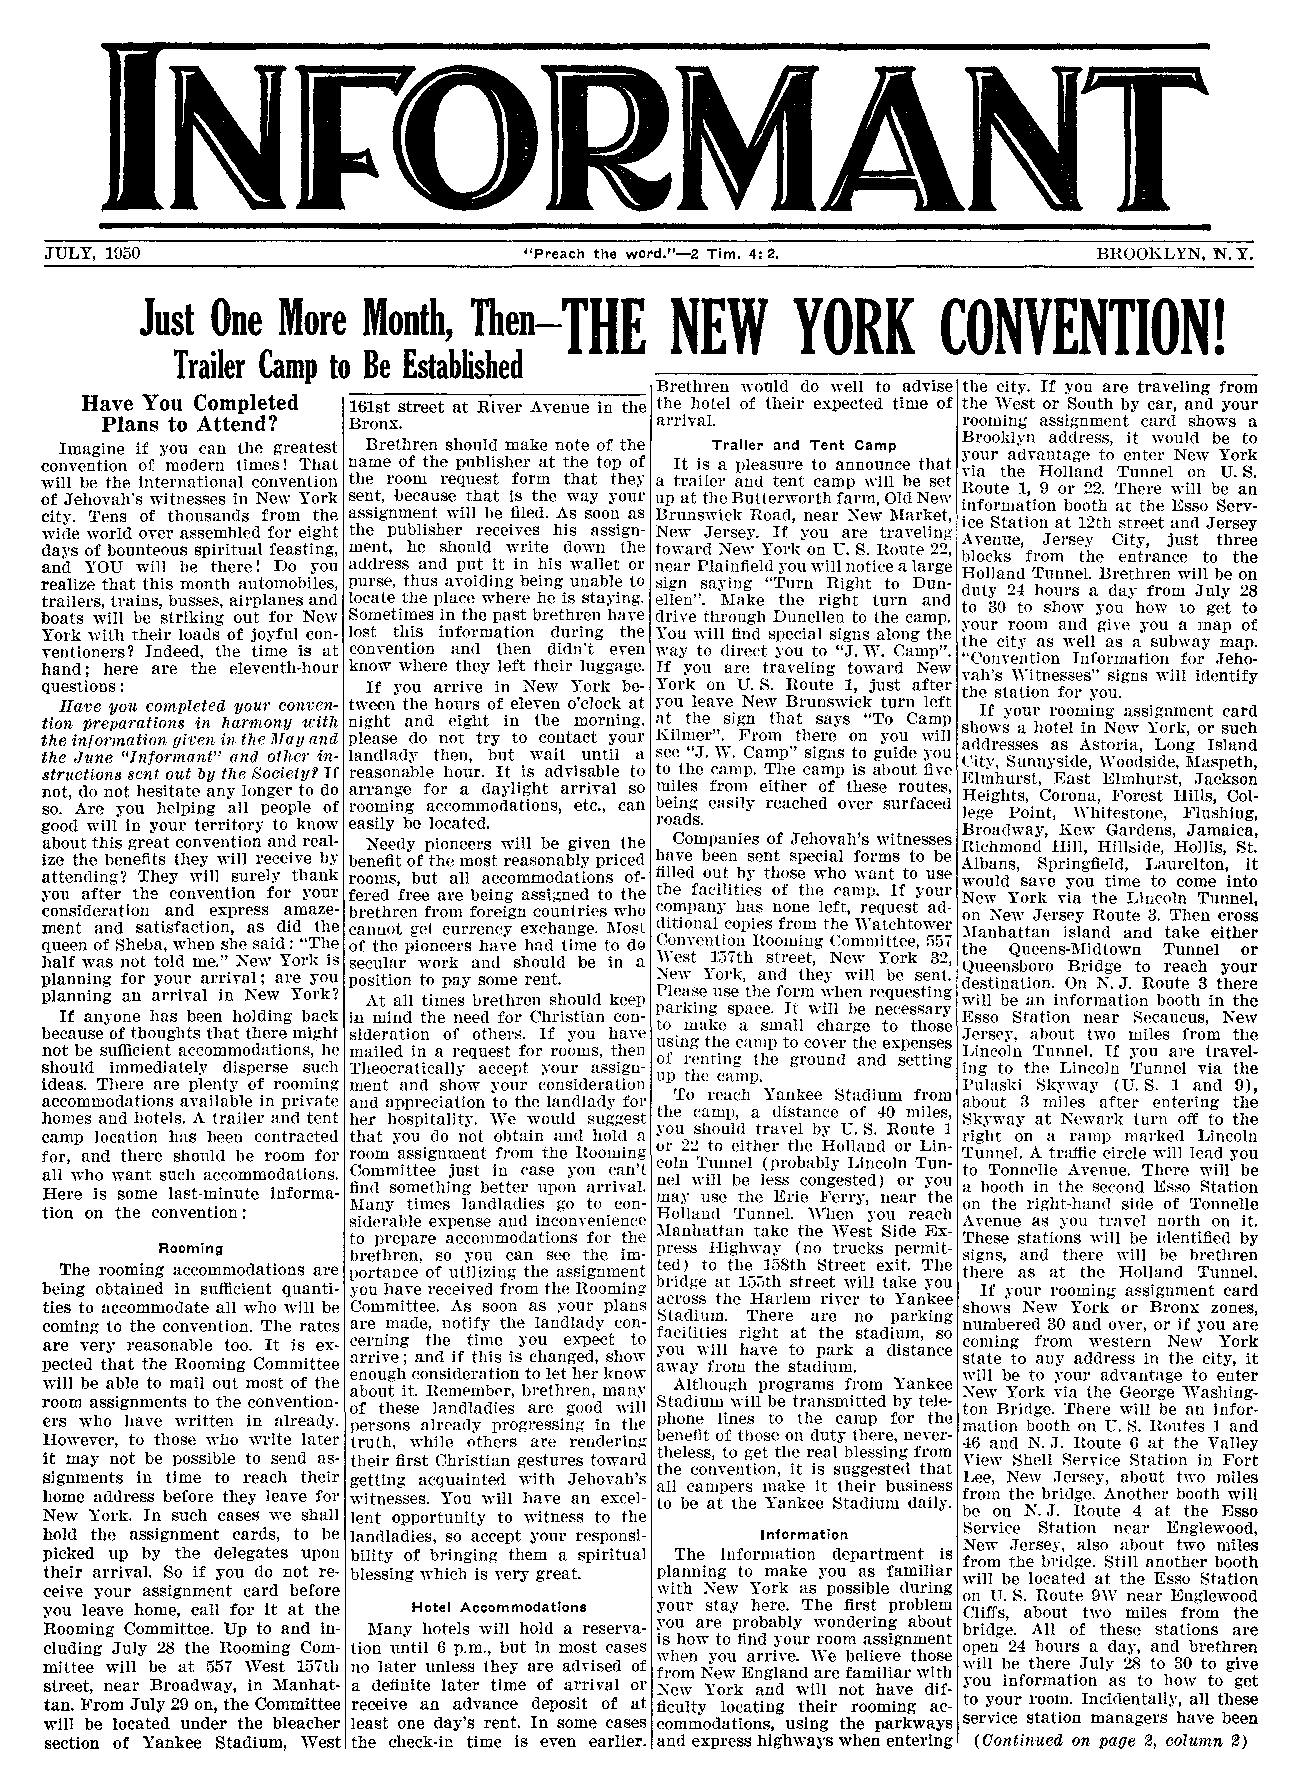 INFORMANT
JULY, 1950
"Preach the word."—2 Tim. 4:2.
BROOKLYN, N. Y.
Just One More Month, Then—THE NEW YORK CONVENTION!
Trailer Camp to Be Established
Have You Completed
Plans to Attend?
Imagine if you can the greatest
convention of modern times! That
will be the international convention
of Jehovah's witnesses in New York
city. Tens of thousands from the
wide world over assembled for eight
days of bounteous spiritual feasting,
and YOU will be there! Do you
realize that this month automobiles,
trailers, trains, busses, airplanes and
boats will be striking out for New
York with their loads of joyful con-
ventioners? Indeed, the time is at
hand; here are the eleventh-hour
questions:
Have you completed your conven-
tion preparations in harmony with
the information given in the May and
the June "Informant" and other in-
structions sent out by the Society? If
not, do not hesitate any longer to do
so. Are you helping all people of
good will in your territory to know
about this great convention and real-
ize the benefits they will receive by
attending? They will surely thank
you after the convention for your
consideration and express amaze-
ment and satisfaction, as did the
queen of Sheba, when she said: "The
half was not told me." New York is
planning for your arrival; are you
planning an arrival in New York?
If anyone has been holding back
because of thoughts that there might
not be sufficient accommodations, he
should immediately disperse such
ideas. There are plenty of rooming
accommodations available in private
homes and hotels. A trailer and tent
camp location has been contracted
for, and there should be room for
all who want such accommodations.
Here is some last-minute informa-
tion on the convention:
Rooming
The rooming accommodations are
being obtained in sufficient quanti-
ties to accommodate all who will be
coming to the convention. The rates
are very reasonable too. It is ex-
pected that the Rooming Committee
will be able to mail out most of the
room assignments to the convention-
ers who have written in already.
However, to those who write later
it may not be possible to send as-
signments in time to reach their
home address before they leave for
New York. In such cases we shall
hold the assignment cards, to be
picked up by the delegates upon
their arrival. So if you do not re-
ceive your assignment card before
you leave home, call for it at the
Rooming Committee. Up to and in-
cluding July 28 the Rooming Com-
mittee will be at 557 West 157th
street, near Broadway, in Manhat-
tan. From July 29 on, the Committee
will be located under the bleacher
section of Yankee Stadium, West
161st street at River Avenue in the
Bronx.
Brethren should make note of the
name of the publisher at the top of
the room request form that they
sent, because that is the way your
assignment will be filed. As soon as
the publisher receives his assign-
ment, he should write down the
address and put it in his wallet or
purse, thus avoiding being unable to
locate the place where he is staying.
Sometimes in the past brethren have
lost this information during the
convention and then didn't even
know where they left their luggage.
If you arrive in New York be-
tween the hours of eleven o'clock at
night and eight in the morning,
please do not try to contact your
landlady then, but wait until a
reasonable hour. It is advisable to
arrange for a daylight arrival so
rooming accommodations, etc., can
easily be located.
Needy pioneers will be given the
benefit of the most reasonably priced
rooms, but all accommodations of-
fered free are being assigned to the
brethren from foreign countries who
cannot get currency exchange. Most
of the pioneers have had time to do
secular work and should be in a
position to pay some rent.
At all times brethren should keep
in mind the need for Christian con-
sideration of others. If you have
mailed in a request for rooms, then
Theocratically accept your assign-
ment and show your consideration
and appreciation to the landlady for
her hospitality. We would suggest
that you do not obtain and hold a
room assignment from the Rooming
Committee just in case you can't
find something better upon arrival.
Many times landladies go to con-
siderable expense and inconvenience
to prepare accommodations for the
brethren, so you can see the im-
portance of utilizing the assignment
you have received from the Rooming
Committee. As soon as your plans
are made, notify the landlady con-
cerning the time you expect to
arrive; and if this is changed, show
enough consideration to let her know
about it. Remember, brethren, many
of these landladies are good will
persons already progressing in the
truth, while others are rendering
their first Christian gestures toward
getting acquainted with Jehovah's
witnesses. You will have an excel-
lent opportunity to witness to the
landladies, so accept your responsi-
bility of bringing them a spiritual
blessing which is very great.
Hotel Accommodations
Many hotels will hold a reserva-
tion until 6 p.m., but in most cases
no later unless they are advised of
a definite later time of arrival or
receive an advance deposit of at
least one day's rent. In some cases
the check-in time is even earlier.
Brethren would do well to advise
the hotel of their expected time of
arrival.
Trailer and Tent Camp
It is a pleasure to announce that
a trailer and tent camp will be set
up at the Butterworth farm, Old New
Brunswick Road, near New Market,
New Jersey. If you are traveling
toward New York on U. S. Route 22,
near Plainfield you will notice a large
sign saying "Turn Right to Dun-
ellen". Make the right turn and
drive through Dunellen to the camp.
You will find special signs along the
way to direct you to "J. W. Camp".
If you are traveling toward New
York on U. S. Route 1, just after
you leave New Brunswick turn left
at the sign that says "To Camp
Kilmer". From there on you will
see "J. W. Camp" signs to guide you
to the camp. The camp is about five
miles from either of these routes,
being easily reached over surfaced
roads.
Companies of Jehovah's witnesses
have been sent special forms to be
filled out by those who want to use
the facilities of the camp. If your
company has none left, request ad-
ditional copies from the Watchtower
Convention Rooming Committee, 557
West 157th street, New York 32,
New York, and they will be sent.
Please use the form when requesting
parking space. It will be necessary
to make a small charge to those
using the camp to cover the expenses
of renting the ground and setting
up the camp.
To reach Yankee Stadium from
the camp, a distance of 40 miles,
you should travel by U. S. Route 1
or 22 to either the Holland or Lin-
coln Tunnel (probably Lincoln Tun-
nel will be less congested) or you
may use the Erie Ferry, near the
Holland Tunnel. When you reach
Manhattan take the West Side Ex-
press Highway (no trucks permit-
ted) to the 158th Street exit. The
bridge at 155th street will take you
across the Harlem river to Yankee
Stadium. There are no parking
facilities right at the stadium, so
you will have to park a distance
away from the stadium.
Although programs from Yankee
Stadium will be transmitted by tele-
phone lines to the camp for the
benefit of those on duty there, never-
theless, to get the real blessing from
the convention, it is suggested that
all campers make it their business
to be at the Yankee Stadium daily.
Information
The Information department is
planning to make you as familiar
with New York as possible during
your stay here. The first problem
you are probably wondering about
is how to find your room assignment
when you arrive. We believe those
from New England are familiar with
New York and will not have dif-
ficulty locating their rooming ac-
commodations, using the parkways
and express highways when entering
the city. If you are traveling from
the West or South by car, and your
rooming assignment card shows a
Brooklyn address, it would be to
your advantage to enter New York
via the Holland Tunnel on U. S.
Route 1, 9 or 22. There will be an
information booth at the Esso Serv-
ice Station at 12th street and Jersey
Avenue, Jersey City, just three
blocks from the entrance to the
Holland Tunnel. Brethren will be on
duty 24 hours a day from July 28
to 30 to show you how to get to
your room and give you a map of
the city as well as a subway map.
"Convention Information for Jeho-
vah's Witnesses" signs will identify
the station for you.
If your rooming assignment card
shows a hotel in New York, or such
addresses as Astoria, Long Island
City, Sunnyside, Woodside, Maspeth,
Elmhurst, East Elmhurst, Jackson
Heights, Corona, Forest Hills, Col-
lege Point, Whitestone, Flushing,
Broadway, Kew Gardens, Jamaica,
Richmond Hill, Hillside, Hollis, St.
Albans, Springfield, Laurelton, it
would save you time to come into
New York via the Lincoln Tunnel,
on New Jersey Route 3. Then cross
Manhattan island and take either
the Queens-Midtown Tunnel or
Queensboro Bridge to reach your
destination. On N. J. Route 3 there
will be an information booth in the
Esso Station near Secaucus, New
Jersey, about two miles from the
Lincoln Tunnel. If you are travel-
ing to the Lincoln Tunnel via the
Pulaski Skyway (U. S. 1 and 9),
about 3 miles after entering the
Skyway at Newark turn off to the
right on a ramp marked Lincoln
Tunnel. A traffic circle will lead you
to Tonnelle Avenue. There will be
a booth in the second Esso Station
on the right-hand side of Tonnelle
Avenue as you travel north on it.
These stations will be identified by
signs, and there will be brethren
there as at the Holland Tunnel.
If your rooming assignment card
shows New York or Bronx zones,
numbered 30 and over, or if you are
coming from western New York
state to any address in the city, it
will be to your advantage to enter
New York via the George Washing-
ton Bridge. There will be an infor-
mation booth on U. S. Routes 1 and
46 and N. J. Route 6 at the Valley
View Shell Service Station in Fort
Lee, New Jersey, about two miles
from the bridge. Another booth will
be on N. J. Route 4 at the Esso
Service Station near Englewood,
New Jersey, also about two miles
from the bridge. Still another booth
will be located at the Esso Station
on U. S. Route 9W near Englewood
Cliffs, about two miles from the
bridge. All of these stations are
open 24 hours a day, and brethren
will be there July 28 to 30 to give
you information as to how to get
to your room. Incidentally, all these
service station managers have been
(Continued on page 2, column 2)